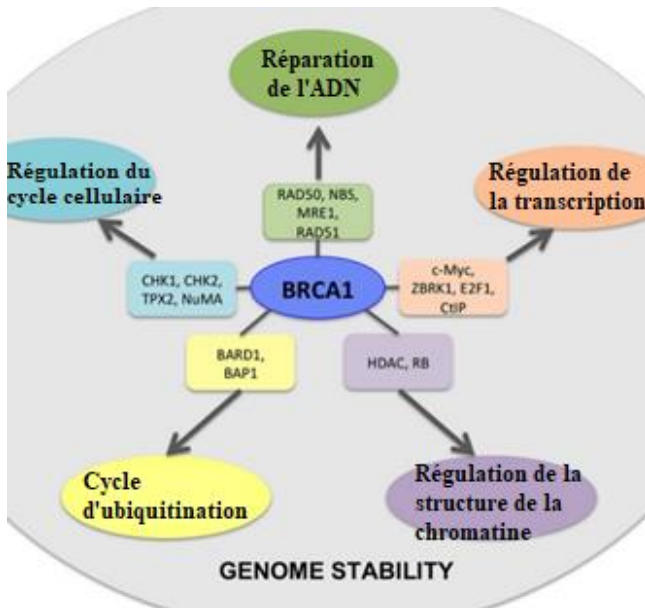 Réparation
de l'ADN
Régulation du
cycle cellulaire
Régulation de
la transcription
RAD50, NBS,
MRE1,
RAD51
CHK1, CHK2,
TPX2, NuMA
BRCA1
c-Myc,
ZBRK1, E2F1,
CtIP
BARD1,
BAP1
HDAC, RB
Cycle
d'ubiquitination
Régulation de la
structure de la
chromatine
GENOME STABILITY